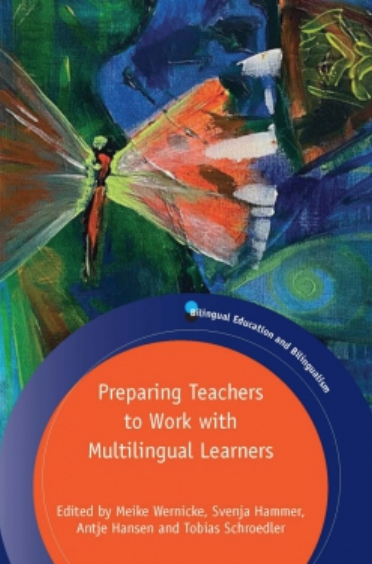 Bilingual Education and Bilingualism
Preparing Teachers
to Work with
Multilingual Learners
Edited by Meike Wernicke, Svenja Hammer,
Antje Hansen and Tobias Schroedler